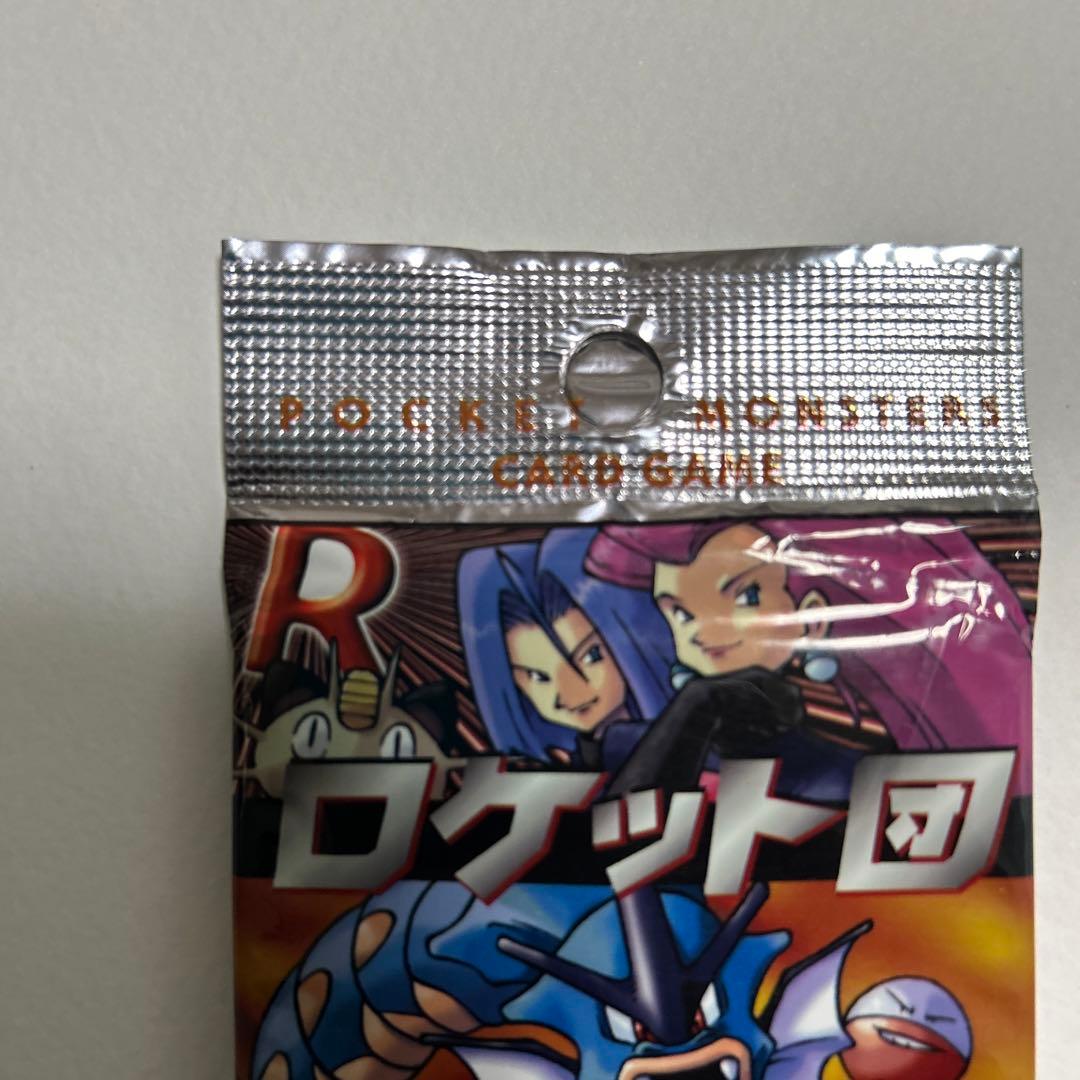 POCKET MONSTERS
CARD GAME
R
ロケット団